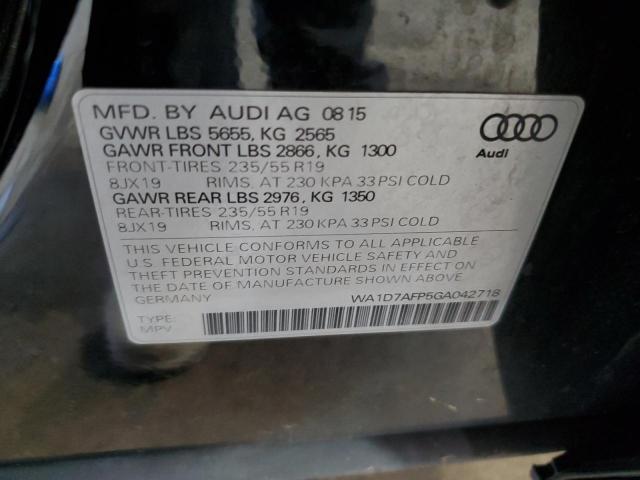 MFD. BY AUDI AG 08 15
GVWR LBS 5655, KG 2565
GAWR FRONT LBS 2866, KG 1300
FRONT-TIRES 235/55 R19
8JX19 RIMS, AT 230 KPA 33 PSI COLD
GAWR REAR LBS 2976, KG 1350
REAR-TIRES 235/55 R19
8JX19 RIMS, AT 230 KPA 33 PSI COLD
THIS VEHICLE CONFORMS TO ALL APPLICABLE
U.S. FEDERAL MOTOR VEHICLE SAFETY AND
THEFT PREVENTION STANDARDS IN EFFECT ON
THE DATE OF MANUFACTURE SHOWN ABOVE.
GERMANY
WA1D7AFP5GA042718
TYPE:
MPV
Audi